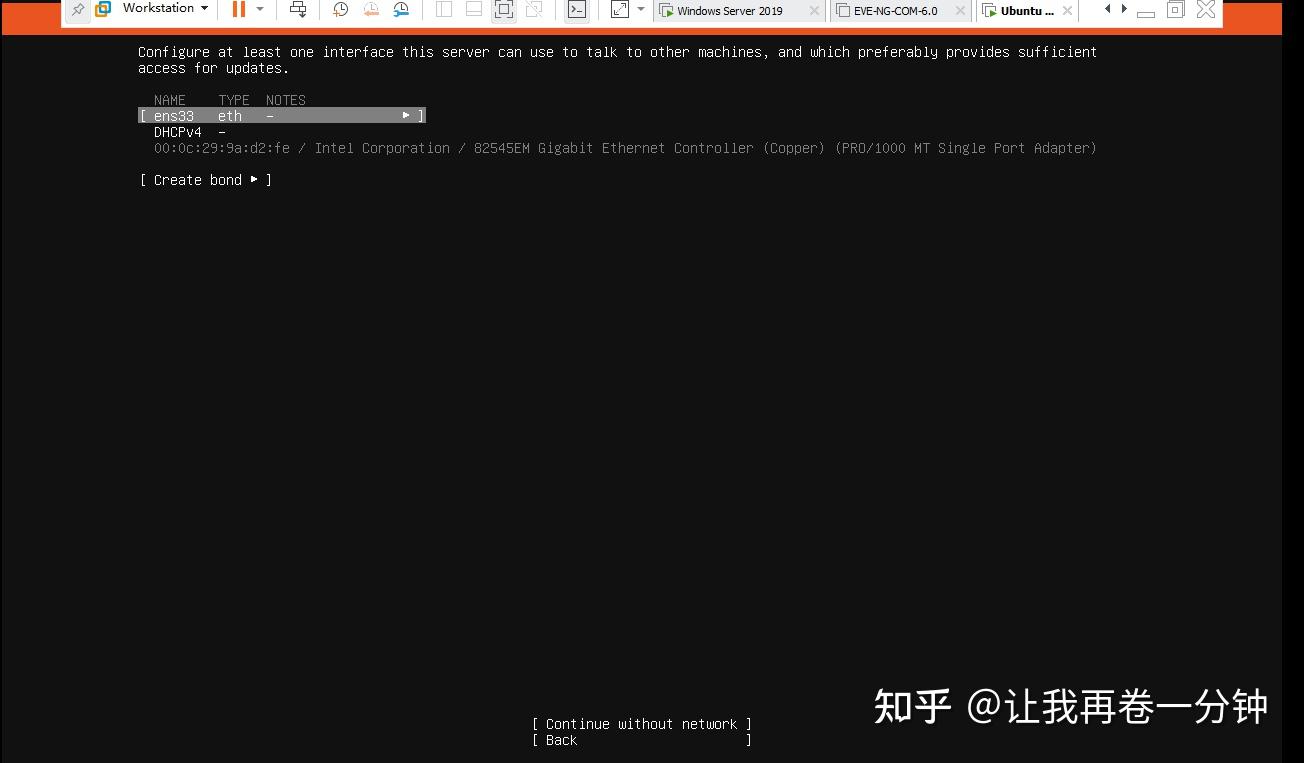 Workstation
Windows Server 2019
EVE-NG-COM-6.0
Ubuntu ...
Configure at least one interface this server can use to talk to other machines, and which preferably provides sufficient
access for updates.
NAME TYPE NOTES
[ ens33 eth - ▸ ]
DHCPv4 -
00:0c:29:9a:d2:fe / Intel Corporation / 82545EM Gigabit Ethernet Controller (Copper) (PRO/1000 MT Single Port Adapter)
[ Create bond ▸ ]
[ Continue without network ]
[ Back ]
知乎 @让我再卷一分钟